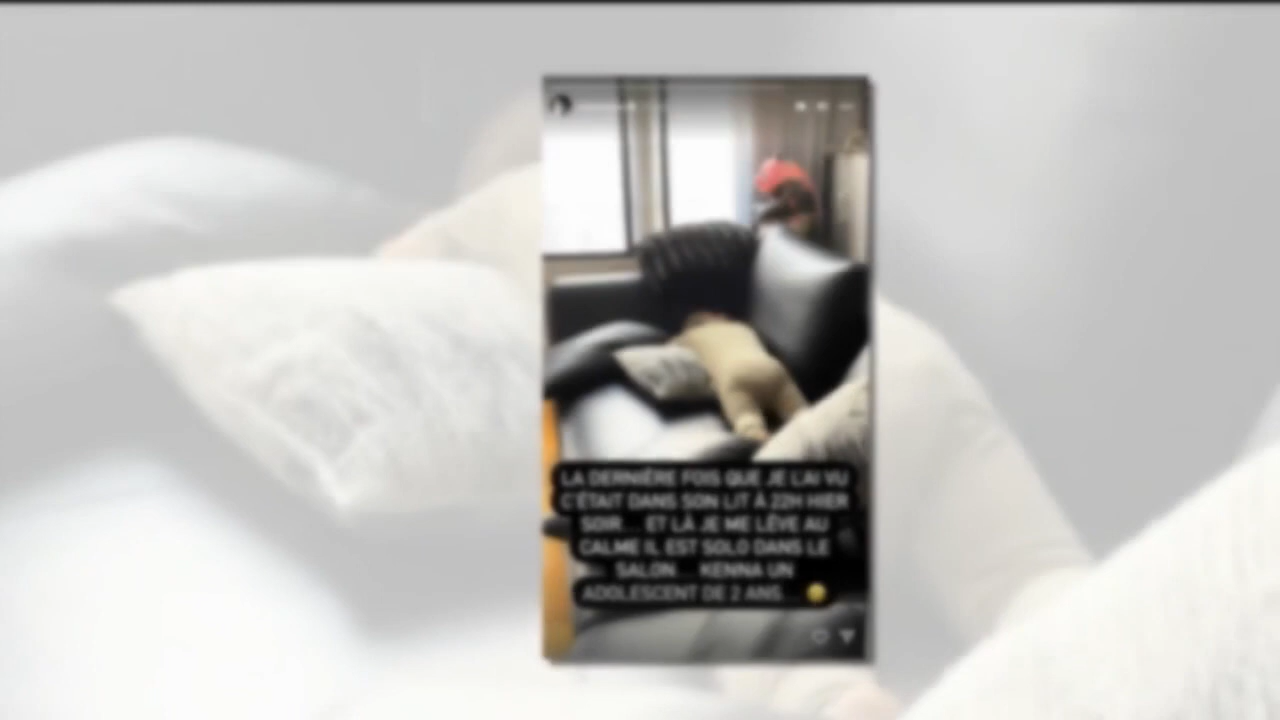 LA DERNIÈRE FOIS QUE JE L'AI VU
C'ÉTAIT DANS SON LIT À 22H HIER
SOIR... ET LÀ JE ME LÈVE AU
CALME IL EST SOLO DANS LE
SALON... KENNA UN
ADOLESCENT DE 2 ANS...